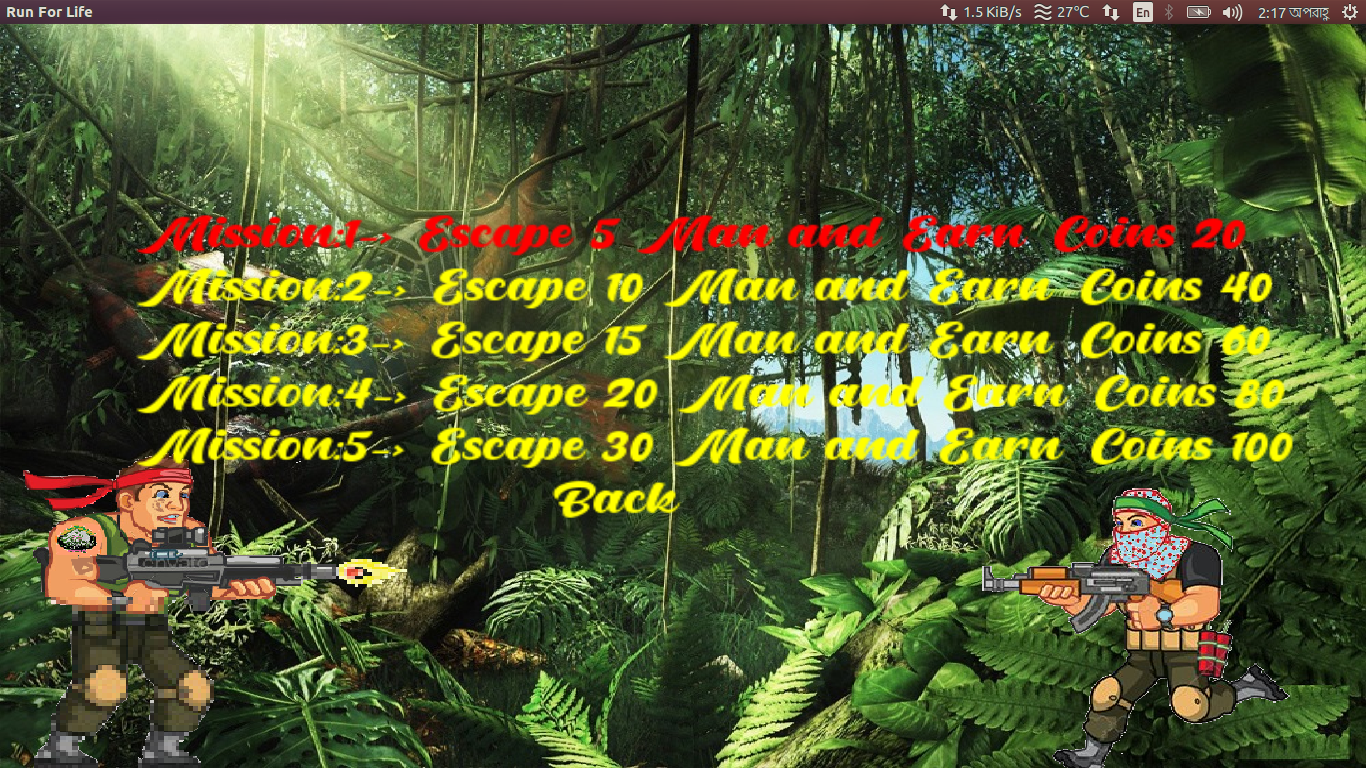 Run For Life 1.5 KiB/s 27°C En 2:17 অপরাহ্ণ
Mission:1-> Escape 5 Man and Earn Coins 20
Mission:2-> Escape 10 Man and Earn Coins 40
Mission:3-> Escape 15 Man and Earn Coins 60
Mission:4-> Escape 20 Man and Earn Coins 80
Mission:5-> Escape 30 Man and Earn Coins 100
Back